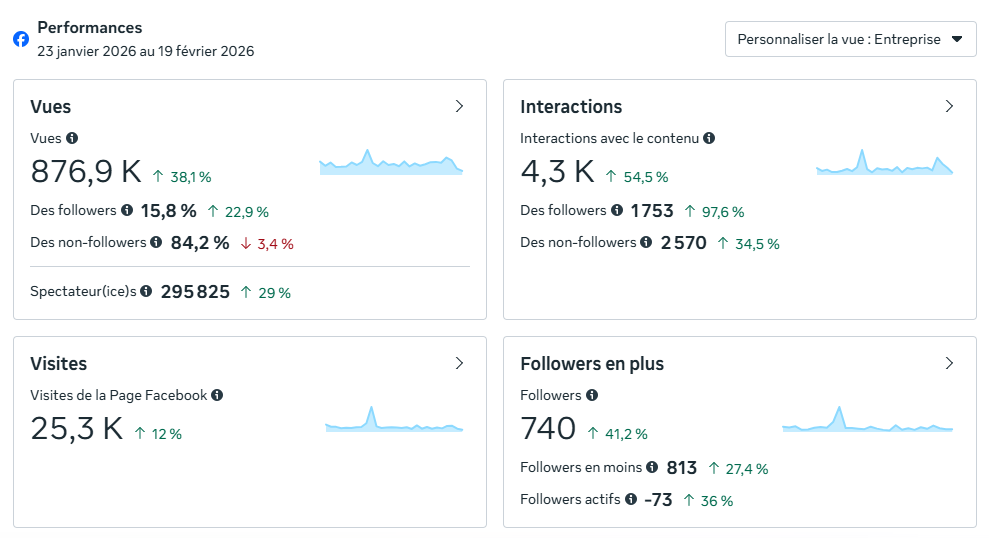 Performances
23 janvier 2026 au 19 février 2026
Personnaliser la vue : Entreprise
Vues
Vues
876,9 K ↑ 38,1 %
Des followers 15,8 % ↑ 22,9 %
Des non-followers 84,2 % ↓ 3,4 %
Spectateur(ice)s 295 825 ↑ 29 %
Interactions
Interactions avec le contenu
4,3 K ↑ 54,5 %
Des followers 1 753 ↑ 97,6 %
Des non-followers 2 570 ↑ 34,5 %
Visites
Visites de la Page Facebook
25,3 K ↑ 12 %
Followers en plus
Followers
740 ↑ 41,2 %
Followers en moins 813 ↑ 27,4 %
Followers actifs -73 ↑ 36 %